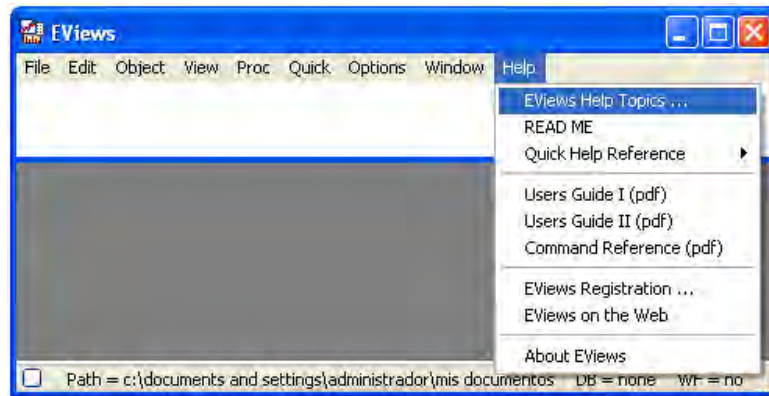 EViews
File Edit Object View Proc Quick Options Window Help
EViews Help Topics ...
READ ME
Quick Help Reference
Users Guide I (pdf)
Users Guide II (pdf)
Command Reference (pdf)
EViews Registration ...
EViews on the Web
About EViews
Path = c:\documents and settings\administrador\mis documentos DB = none WF = no